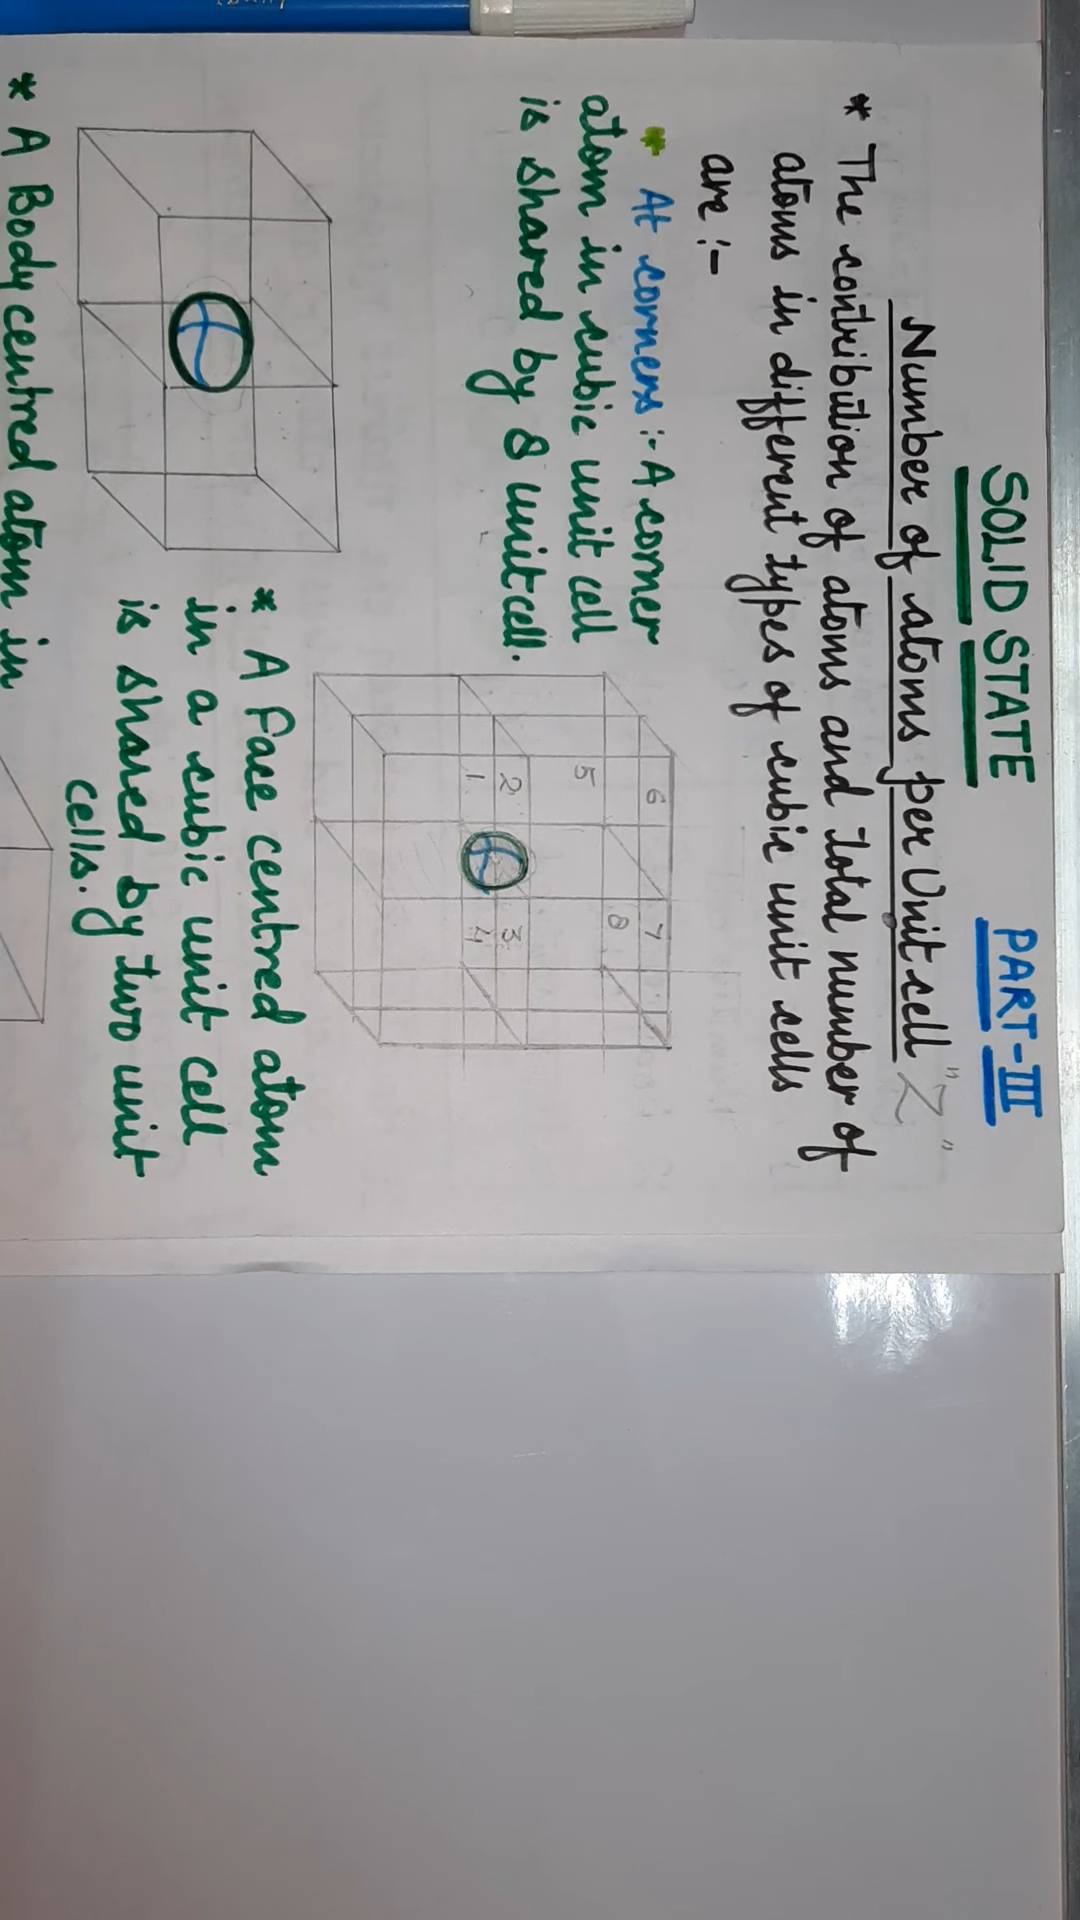 SOLID STATE PART-III
Number of atoms per Unit cell "Z"
* The contribution of atoms and total number of
atoms in different types of cubic unit cells
are :-
* At corners :- A corner
atom in cubic unit cell
is shared by 8 unit cell.
6 7
5 8
2 3
1 4
* A face centred atom
in a cubic unit cell
is shared by two unit
cells.
* A Body centred atom in